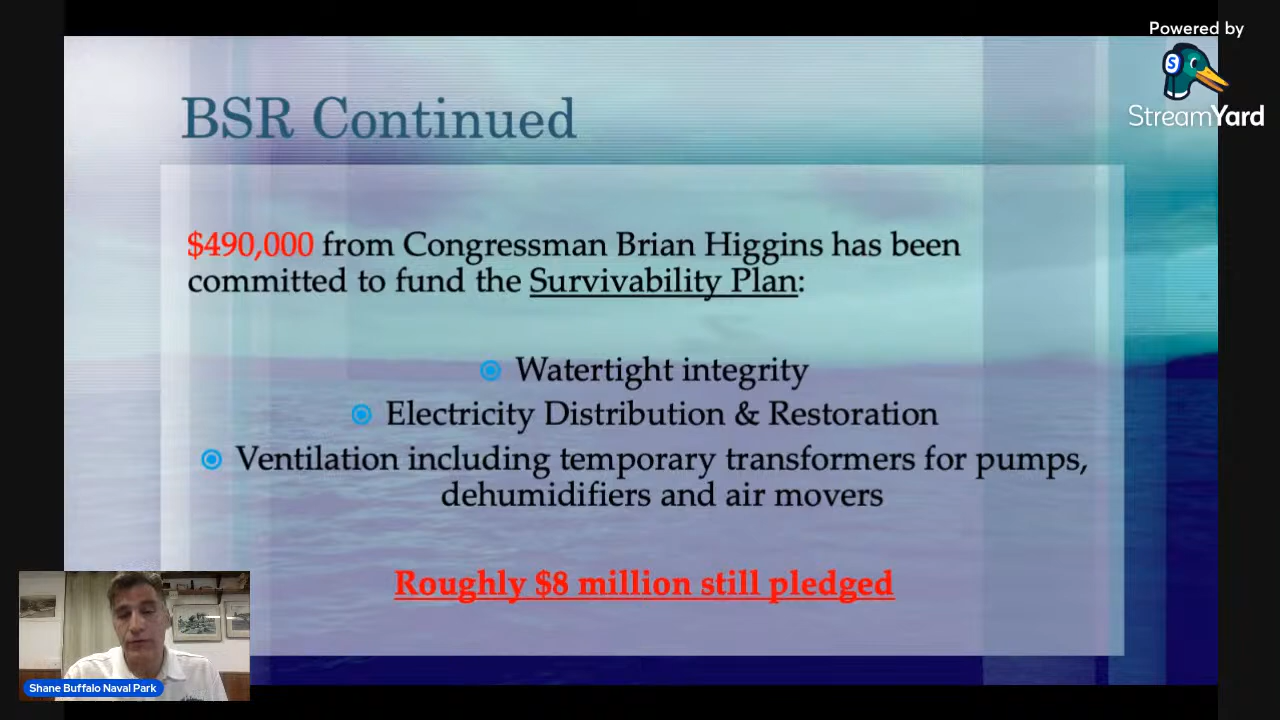 Powered by
StreamYard
BSR Continued
$490,000 from Congressman Brian Higgins has been
committed to fund the Survivability Plan:
Watertight integrity
Electricity Distribution & Restoration
Ventilation including temporary transformers for pumps,
dehumidifiers and air movers
Roughly $8 million still pledged
Shane Buffalo Naval Park